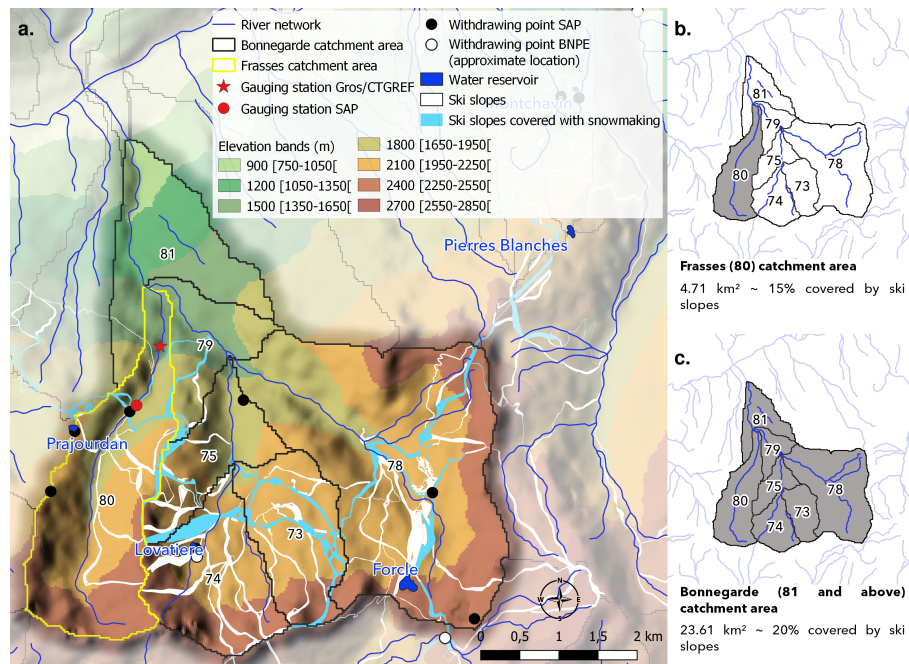 a.
River network
Bonnegarde catchment area
Frasses catchment area
Gauging station Gros/CTGREF
Gauging station SAP
Withdrawing point SAP
Withdrawing point BNPE
(approximate location)
Water reservoir
Ski slopes
Ski slopes covered with snowmaking
Elevation bands (m)
900 [750-1050[
1200 [1050-1350[
1500 [1350-1650[
1800 [1650-1950[
2100 [1950-2250[
2400 [2250-2550[
2700 [2550-2850[
Pierres Blanches
81
79
Prajourdan
75
78
80
73
Lovatière
74
Forcle
N
W E
S
0 0,5 1 1,5 2 km
b.
81
79
75
78
80
73
74
Frasses (80) catchment area
4.71 km² ~ 15% covered by ski
slopes
c.
81
79
75
78
80
73
74
Bonnegarde (81 and above)
catchment area
23.61 km² ~ 20% covered by ski
slopes